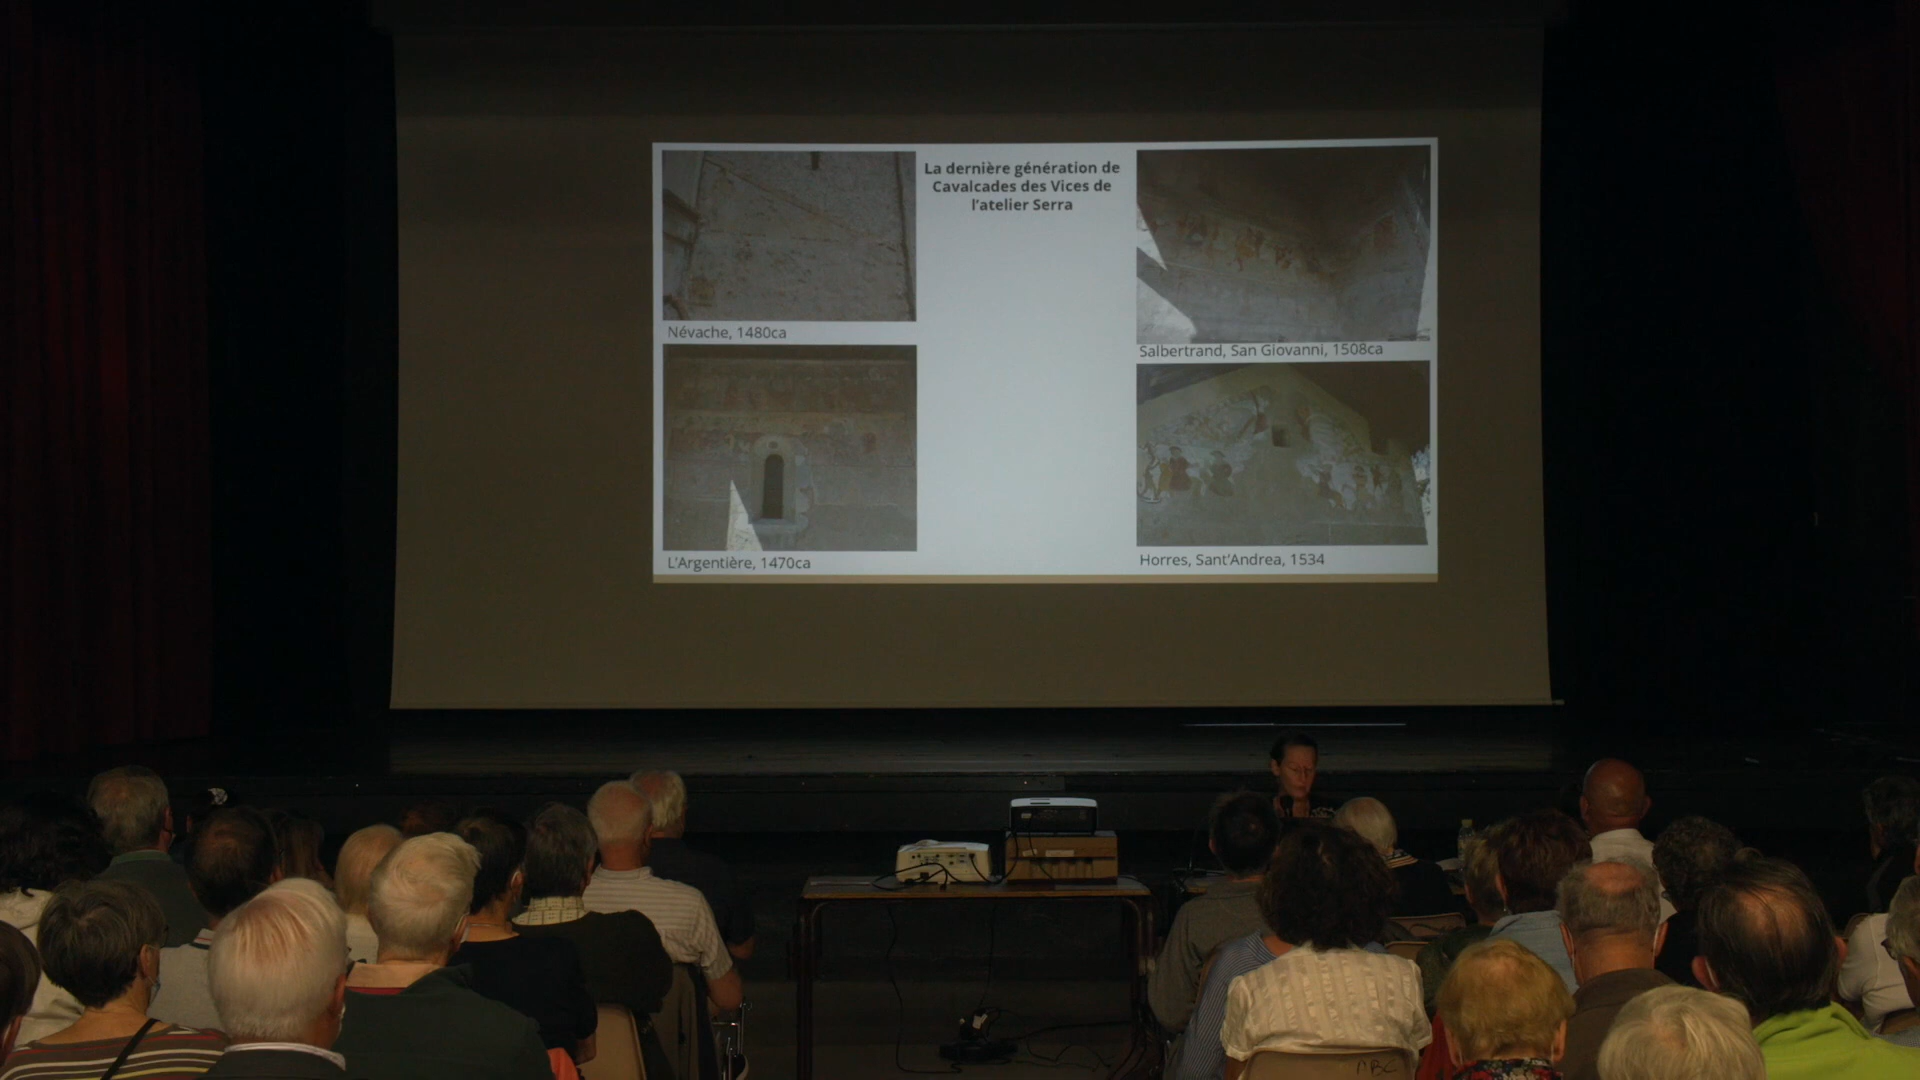 La dernière génération de
Cavalcades des Vices de
l'atelier Serra
Névache, 1480ca
Salbertrand, San Giovanni, 1508ca
L'Argentière, 1470ca
Horres, Sant'Andrea, 1534
MBC